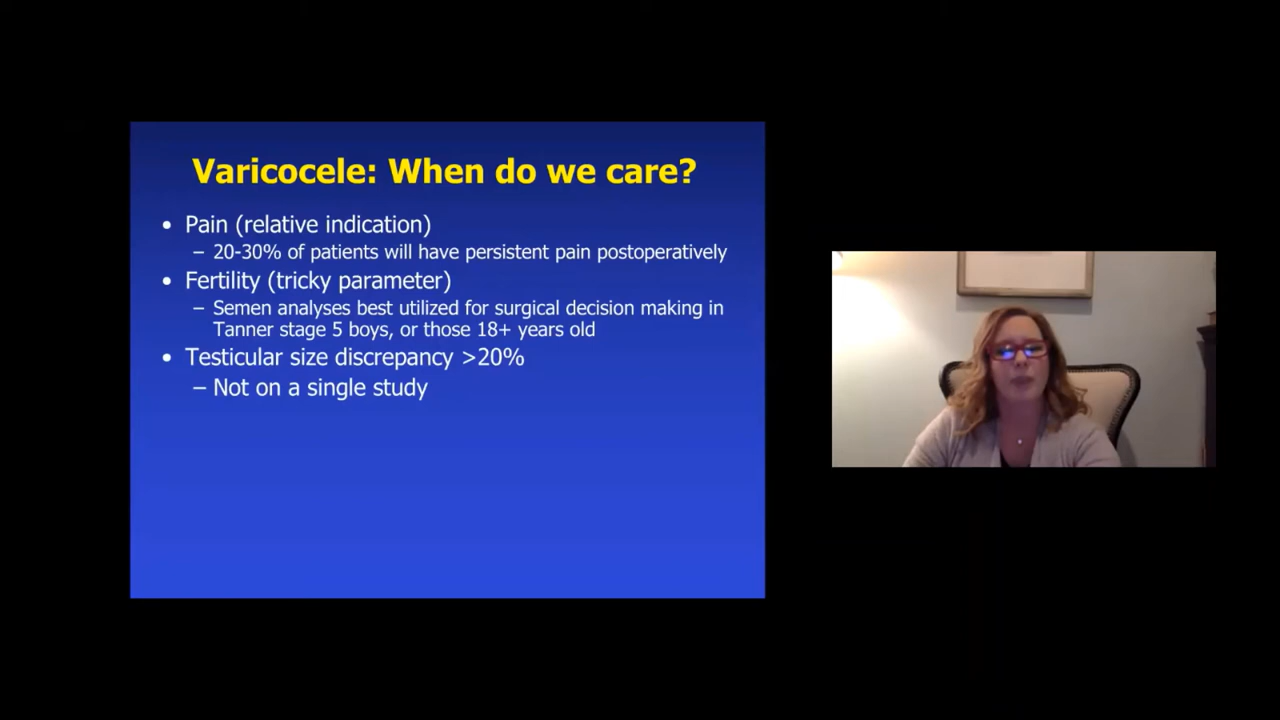 Varicocele: When do we care?
• Pain (relative indication)
– 20-30% of patients will have persistent pain postoperatively
• Fertility (tricky parameter)
– Semen analyses best utilized for surgical decision making in
Tanner stage 5 boys, or those 18+ years old
• Testicular size discrepancy >20%
– Not on a single study